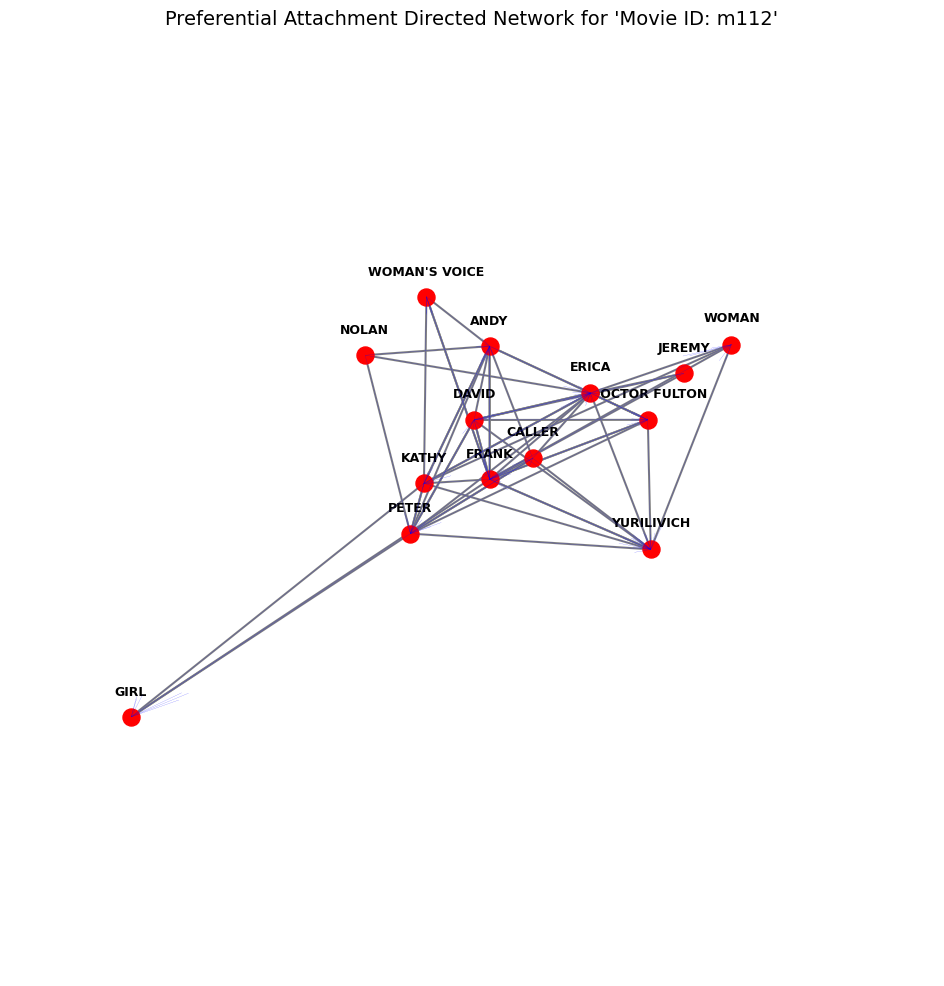 Preferential Attachment Directed Network for 'Movie ID: m112'
WOMAN'S VOICE
ANDY
WOMAN
NOLAN
JEREMY
ERICA
DAVID
OCTOR FULTON
CALLER
FRANK
KATHY
PETER
YURILIVICH
GIRL